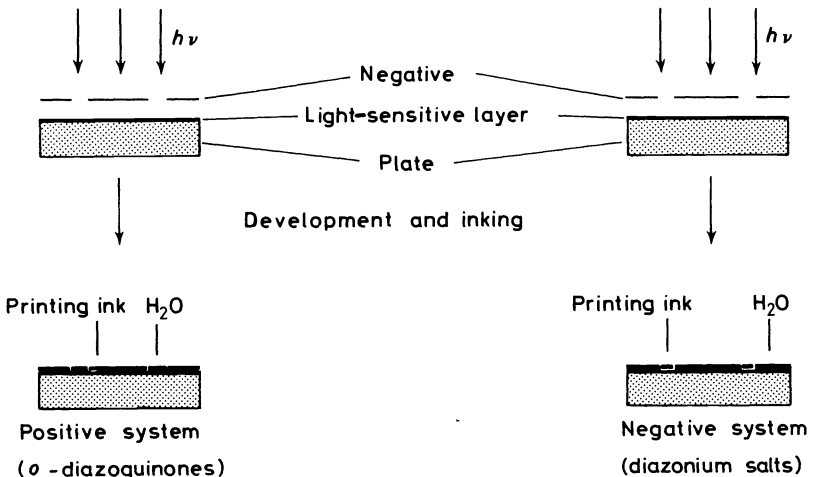 hν
hν
Negative
Light-sensitive layer
Plate
Development and inking
Printing ink H₂O
Printing ink H₂O
Positive system
(o-diazoquinones)
Negative system
(diazonium salts)